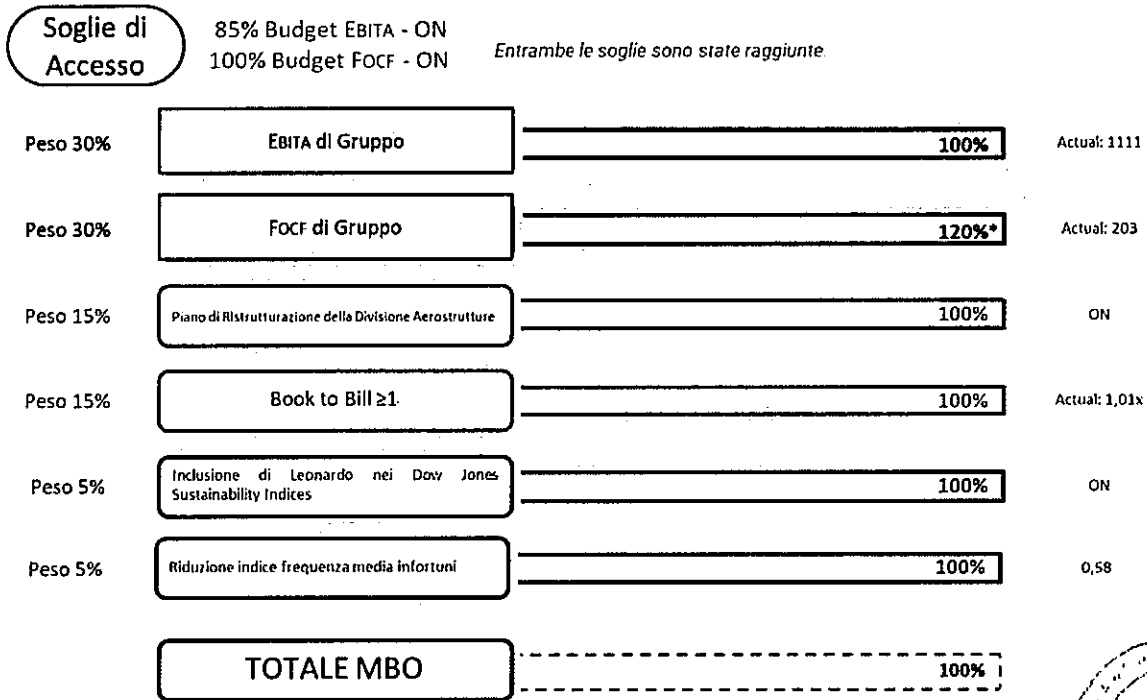 Soglie di
Accesso
85% Budget EBITA - ON
100% Budget FOCF - ON
Entrambe le soglie sono state raggiunte.
Peso 30% EBITA di Gruppo 100% Actual: 1111
Peso 30% FOCF di Gruppo 120%* Actual: 203
Peso 15% Piano di Ristrutturazione della Divisione Aerostrutture 100% ON
Peso 15% Book to Bill ≥1 100% Actual: 1,01x
Peso 5% Inclusione di Leonardo nei Dow Jones
Sustainability Indices 100% ON
Peso 5% Riduzione indice frequenza media infortuni 100% 0,58
TOTALE MBO 100%